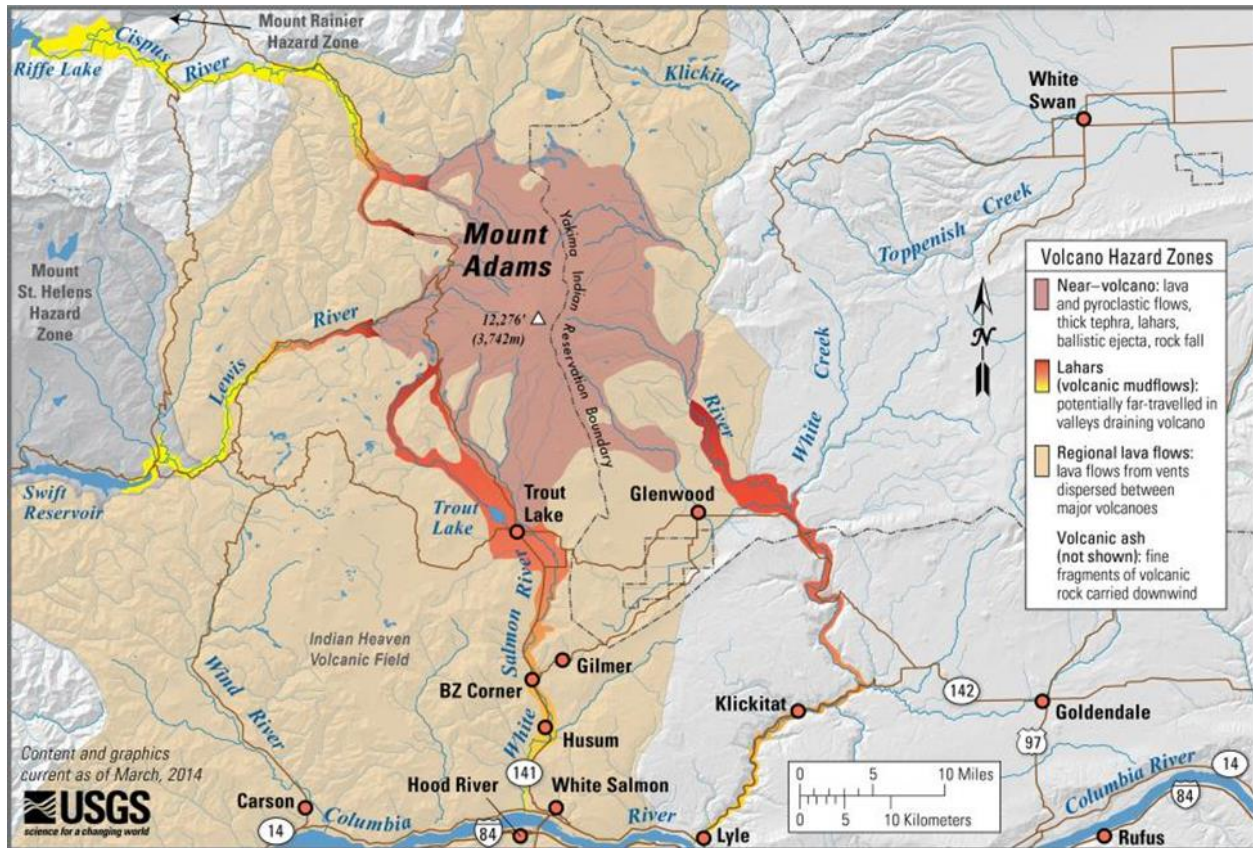 Mount Rainier
Hazard Zone
Cispus
River
Riffe Lake
Klickitat
White
Swan
Toppenish Creek
Mount
Adams
12,276'
(3,742m)
Yakima Indian Reservation Boundary
Mount
St. Helens
Hazard
Zone
River
Lewis
Creek
White
River
N
Volcano Hazard Zones
Near–volcano: lava
and pyroclastic flows,
thick tephra, lahars,
ballistic ejecta, rock fall
Lahars
(volcanic mudflows):
potentially far-travelled in
valleys draining volcano
Regional lava flows:
lava flows from vents
dispersed between
major volcanoes
Volcanic ash
(not shown): fine
fragments of volcanic
rock carried downwind
Swift
Reservoir
Trout
Lake
Trout
Lake
Glenwood
River
Salmon
White
Indian Heaven
Volcanic Field
Wind
River
Gilmer
BZ Corner
Husum
141
Klickitat
142
Goldendale
97
Content and graphics
current as of March, 2014
USGS
science for a changing world
Carson
14
Columbia
Hood River
84
White Salmon
River
Lyle
0 5 10 Miles
0 5 10 Kilometers
Columbia River
14
84
Rufus